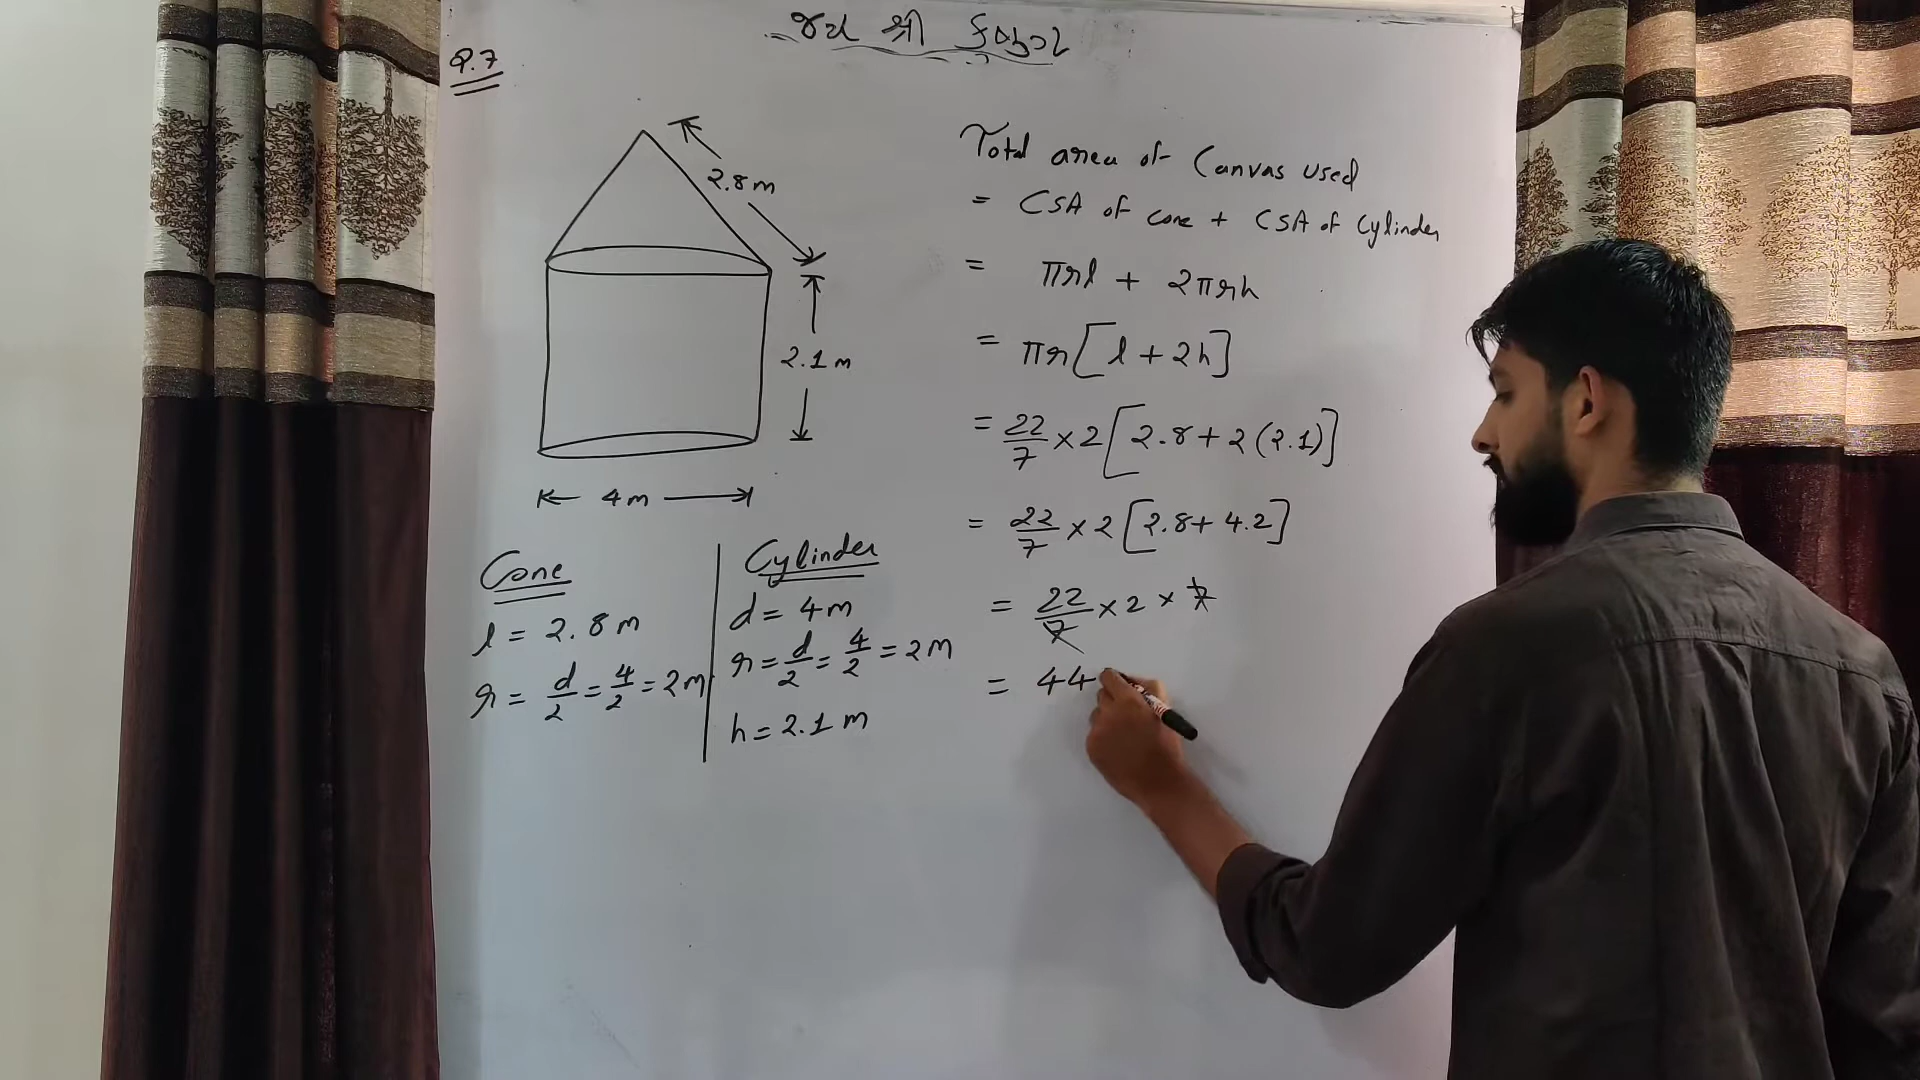 જય શ્રી
Q.7
2.8 m
2.1 m
4 m
Cone
l = 2.8 m
r = d/2 = 4/2 = 2m
Cylinder
d = 4m
r = d/2 = 4/2 = 2m
h = 2.1 m
Total area of Canvas used
= CSA of cone + CSA of Cylinder
= πrl + 2πrh
= πr[l + 2h]
= 22/7 × 2 [2.8 + 2(2.1)]
= 22/7 × 2 [2.8 + 4.2]
= 22/7 × 2 × 7
= 44